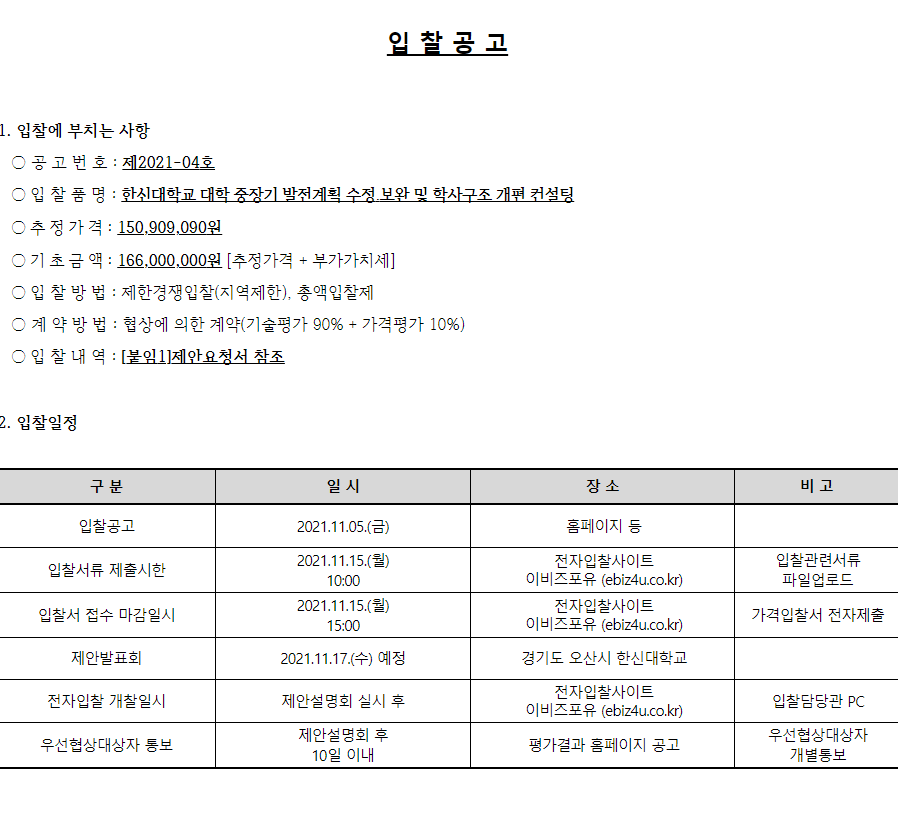 입 찰 공 고
1. 입찰에 부치는 사항
○ 공 고 번 호 : 제2021-04호
○ 입 찰 품 명 : 한신대학교 대학 중장기 발전계획 수정.보완 및 학사구조 개편 컨설팅
○ 추 정 가 격 : 150,909,090원
○ 기 초 금 액 : 166,000,000원 [추정가격 + 부가가치세]
○ 입 찰 방 법 : 제한경쟁입찰(지역제한), 총액입찰제
○ 계 약 방 법 : 협상에 의한 계약(기술평가 90% + 가격평가 10%)
○ 입 찰 내 역 : [붙임1]제안요청서 참조
2. 입찰일정
구 분 일 시 장 소 비 고
입찰공고 2021.11.05.(금) 홈페이지 등
입찰서류 제출시한 2021.11.15.(월) 10:00 전자입찰사이트 이비즈포유 (ebiz4u.co.kr) 입찰관련서류 파일업로드
입찰서 접수 마감일시 2021.11.15.(월) 15:00 전자입찰사이트 이비즈포유 (ebiz4u.co.kr) 가격입찰서 전자제출
제안발표회 2021.11.17.(수) 예정 경기도 오산시 한신대학교
전자입찰 개찰일시 제안설명회 실시 후 전자입찰사이트 이비즈포유 (ebiz4u.co.kr) 입찰담당관 PC
우선협상대상자 통보 제안설명회 후 10일 이내 평가결과 홈페이지 공고 우선협상대상자 개별통보